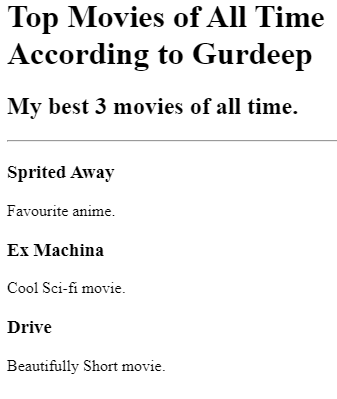 Top Movies of All Time
According to Gurdeep
My best 3 movies of all time.
Sprited Away
Favourite anime.
Ex Machina
Cool Sci-fi movie.
Drive
Beautifully Short movie.